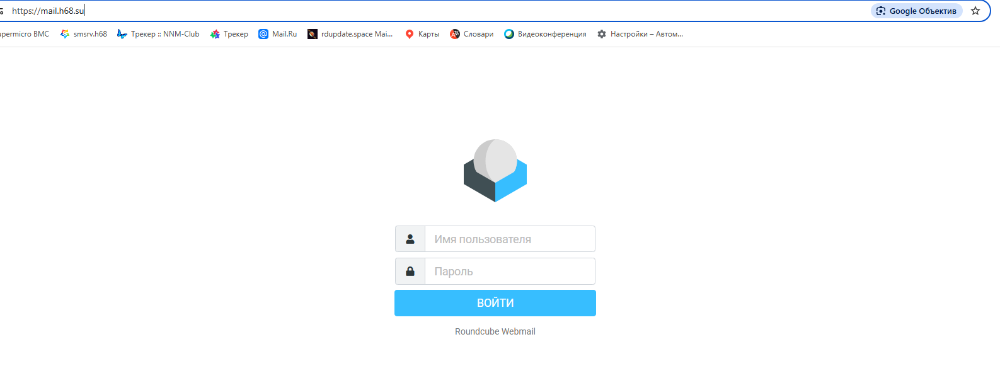 https://mail.h68.su
Google Объектив
upermicro BMC smsrv.h68 Трекер :: NNM-Club Трекер Mail.Ru rdupdate.space Mai... Карты Словари Видеоконференция Настройки – Автом...
Имя пользователя
Пароль
ВОЙТИ
Roundcube Webmail